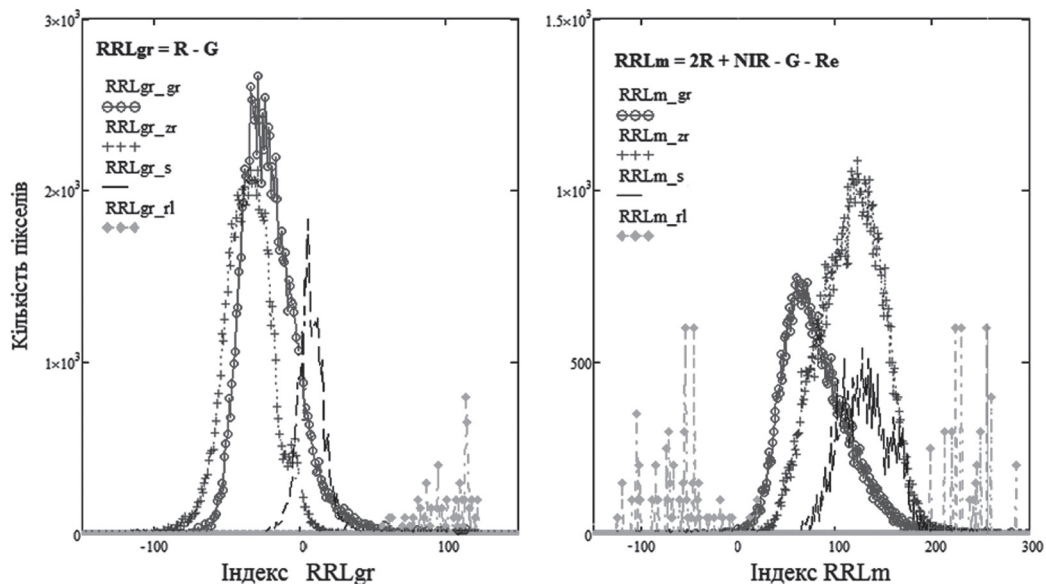 3×10³
RRLgr = R - G
RRLgr_gr
RRLgr_zr
RRLgr_s
RRLgr_rl
2×10³
1×10³
0
-100
0
100
Кількість пікселів
Індекс RRLgr
1.5×10³
RRLm = 2R + NIR - G - Re
RRLm_gr
RRLm_zr
RRLm_s
RRLm_rl
1×10³
500
0
-100
0
100
200
300
Індекс RRLm